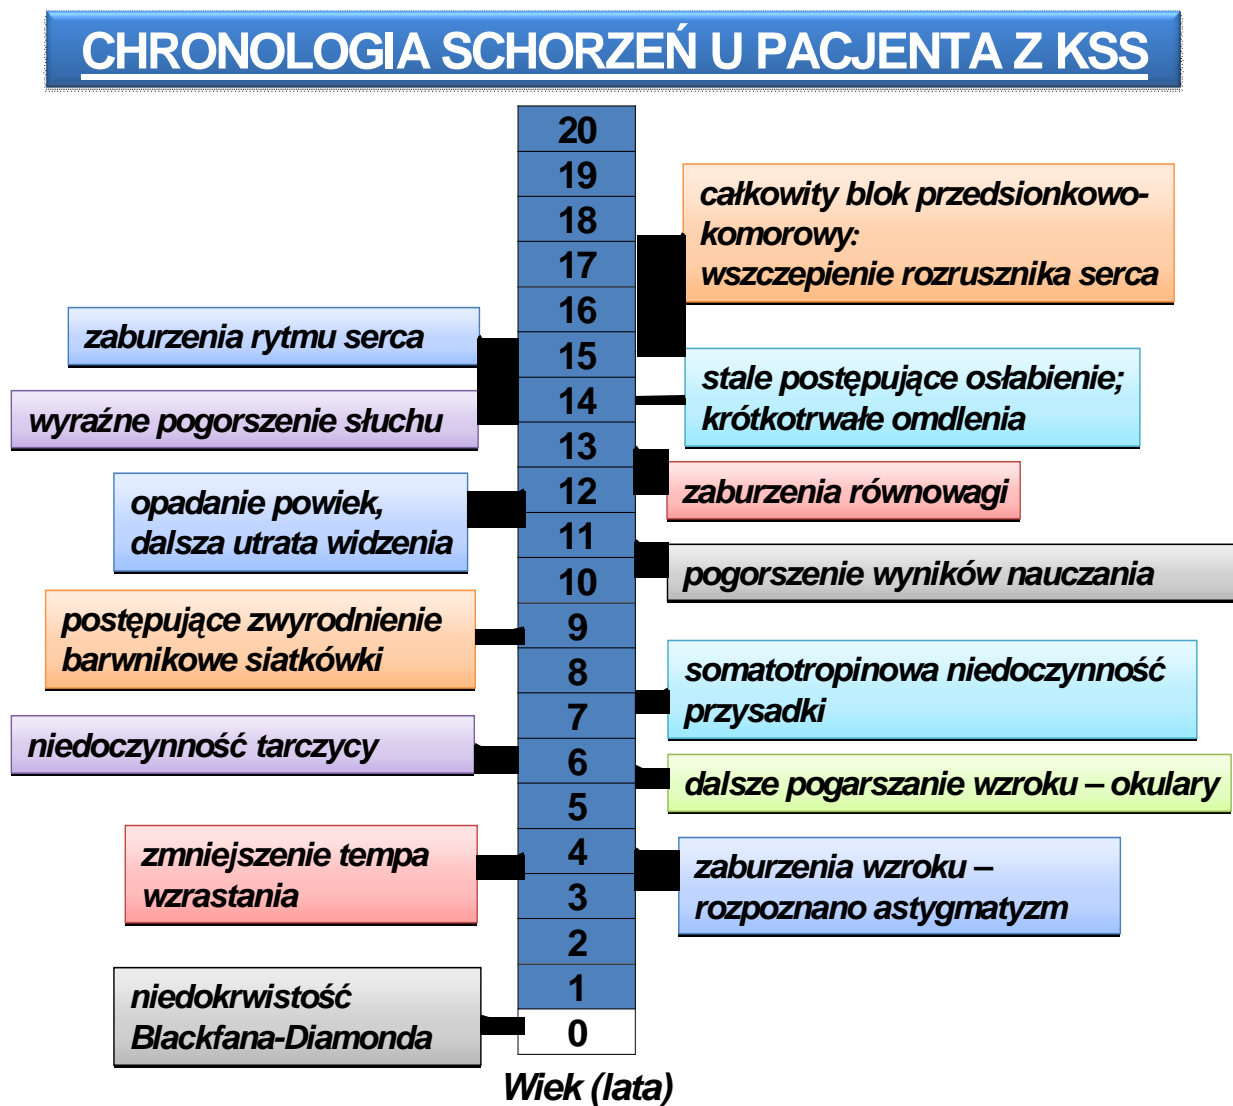 CHRONOLOGIA SCHORZEŃ U PACJENTA Z KSS
20
19
18
17
16
15
14
13
12
11
10
9
8
7
6
5
4
3
2
1
0
Wiek (lata)
zaburzenia rytmu serca
wyraźne pogorszenie słuchu
opadanie powiek,
dalsza utrata widzenia
postępujące zwyrodnienie
barwnikowe siatkówki
niedoczynność tarczycy
zmniejszenie tempa
wzrastania
niedokrwistość
Blackfana-Diamonda
całkowity blok przedsionkowo-
komorowy:
wszczepienie rozrusznika serca
stale postępujące osłabienie;
krótkotrwałe omdlenia
zaburzenia równowagi
pogorszenie wyników nauczania
somatotropinowa niedoczynność
przysadki
dalsze pogarszanie wzroku – okulary
zaburzenia wzroku –
rozpoznano astygmatyzm